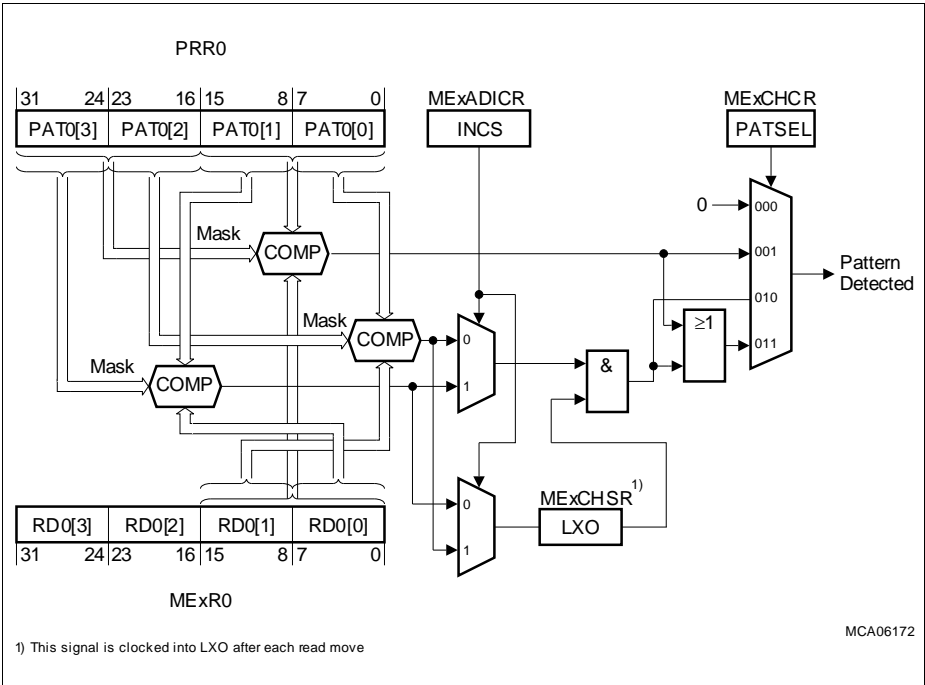 PRR0
31 24 23 16 15 8 7 0
PAT0[3] PAT0[2] PAT0[1] PAT0[0]
MExADICR
INCS
MExCHCR
PATSEL
0
000
001
010
011
Pattern
Detected
Mask
COMP
Mask
COMP
Mask
COMP
0
1
&
≥1
0
1
MExCHSR 1)
LXO
RD0[3] RD0[2] RD0[1] RD0[0]
31 24 23 16 15 8 7 0
MExR0
MCA06172
1) This signal is clocked into LXO after each read move